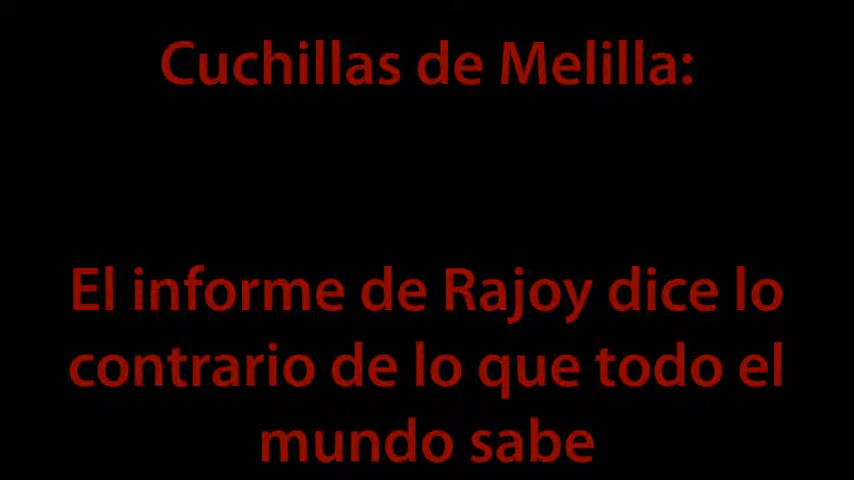 Cuchillas de Melilla:
El informe de Rajoy dice lo
contrario de lo que todo el
mundo sabe